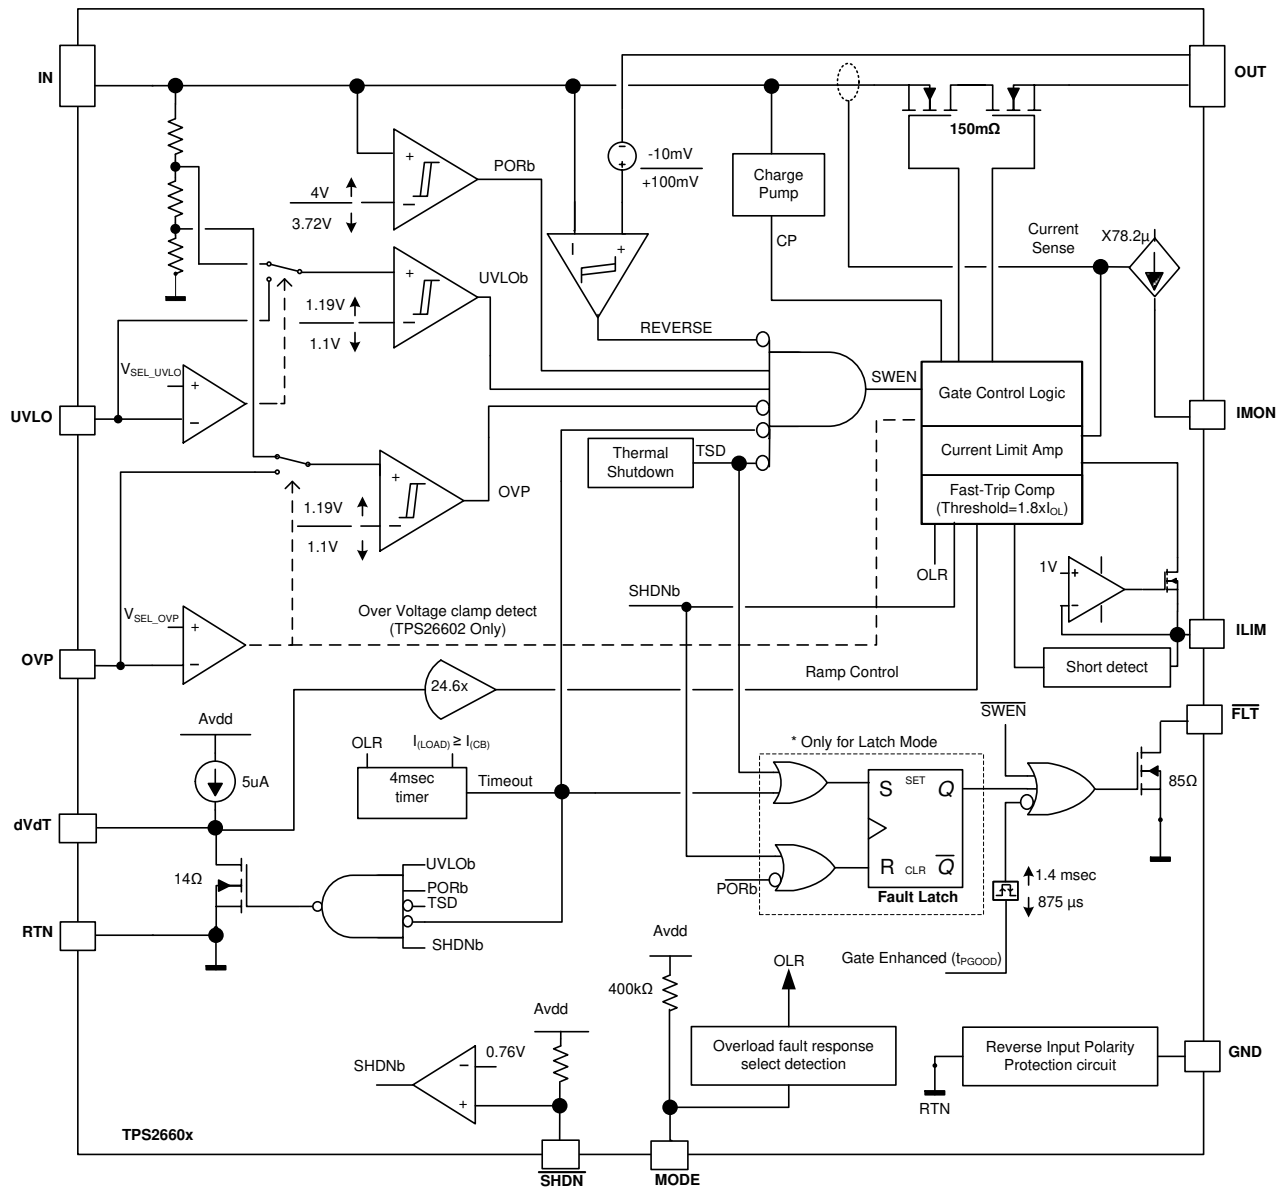 IN
OUT
150mΩ
PORb
4V
3.72V
-10mV
+100mV
Charge
Pump
CP
Current
Sense
X78.2µ
UVLOb
1.19V
1.1V
REVERSE
VSEL_UVLO
UVLO
SWEN
Gate Control Logic
Current Limit Amp
Fast-Trip Comp
(Threshold=1.8xIOL)
IMON
Thermal
Shutdown
TSD
OVP
1.19V
1.1V
OLR
1V
SHDNb
VSEL_OVP
Over Voltage clamp detect
(TPS26602 Only)
OVP
ILIM
Short detect
24.6x
Ramp Control
Avdd
SWEN
FLT
OLR
I(LOAD) ≥ I(CB)
* Only for Latch Mode
5uA
4msec
timer
Timeout
S
SET
Q
85Ω
dVdT
R
CLR
Q
Fault Latch
PORb
1.4 msec
875 µs
14Ω
UVLOb
PORb
TSD
SHDNb
RTN
Avdd
Gate Enhanced (tPGOOD)
OLR
400kΩ
Avdd
Overload fault response
select detection
Reverse Input Polarity
Protection circuit
GND
SHDNb
0.76V
RTN
TPS2660x
SHDN
MODE